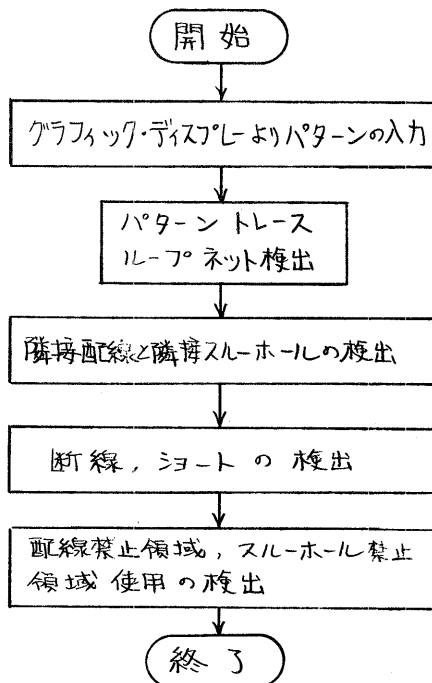 開始
グラフィック・ディスプレーよりパターンの入力
パターン トレース
ループ ネット検出
隣接配線と隣接スルーホールの検出
断線, ショートの検出
配線禁止領域, スルーホール禁止
領域使用の検出
終了